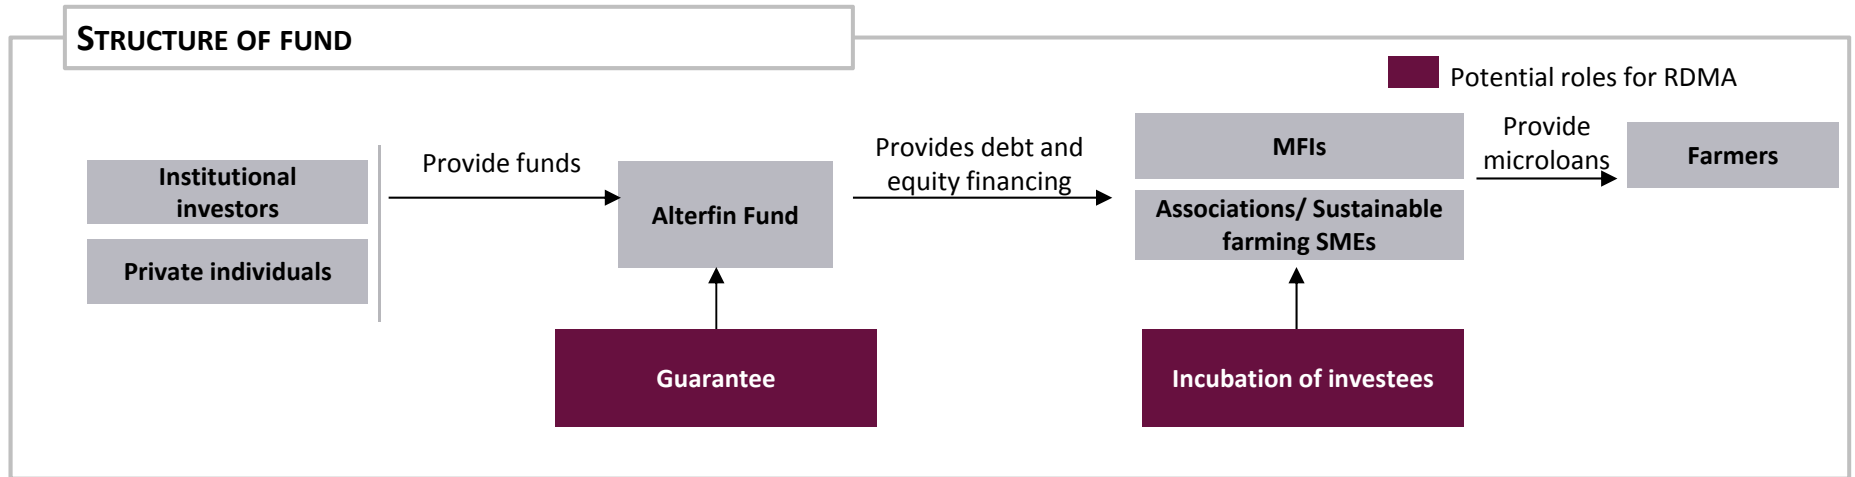 STRUCTURE OF FUND
Potential roles for RDMA
Institutional
investors
Private individuals
Provide funds
Alterfin Fund
Provides debt and
equity financing
MFIs
Associations/ Sustainable
farming SMEs
Provide
microloans
Farmers
Guarantee
Incubation of investees